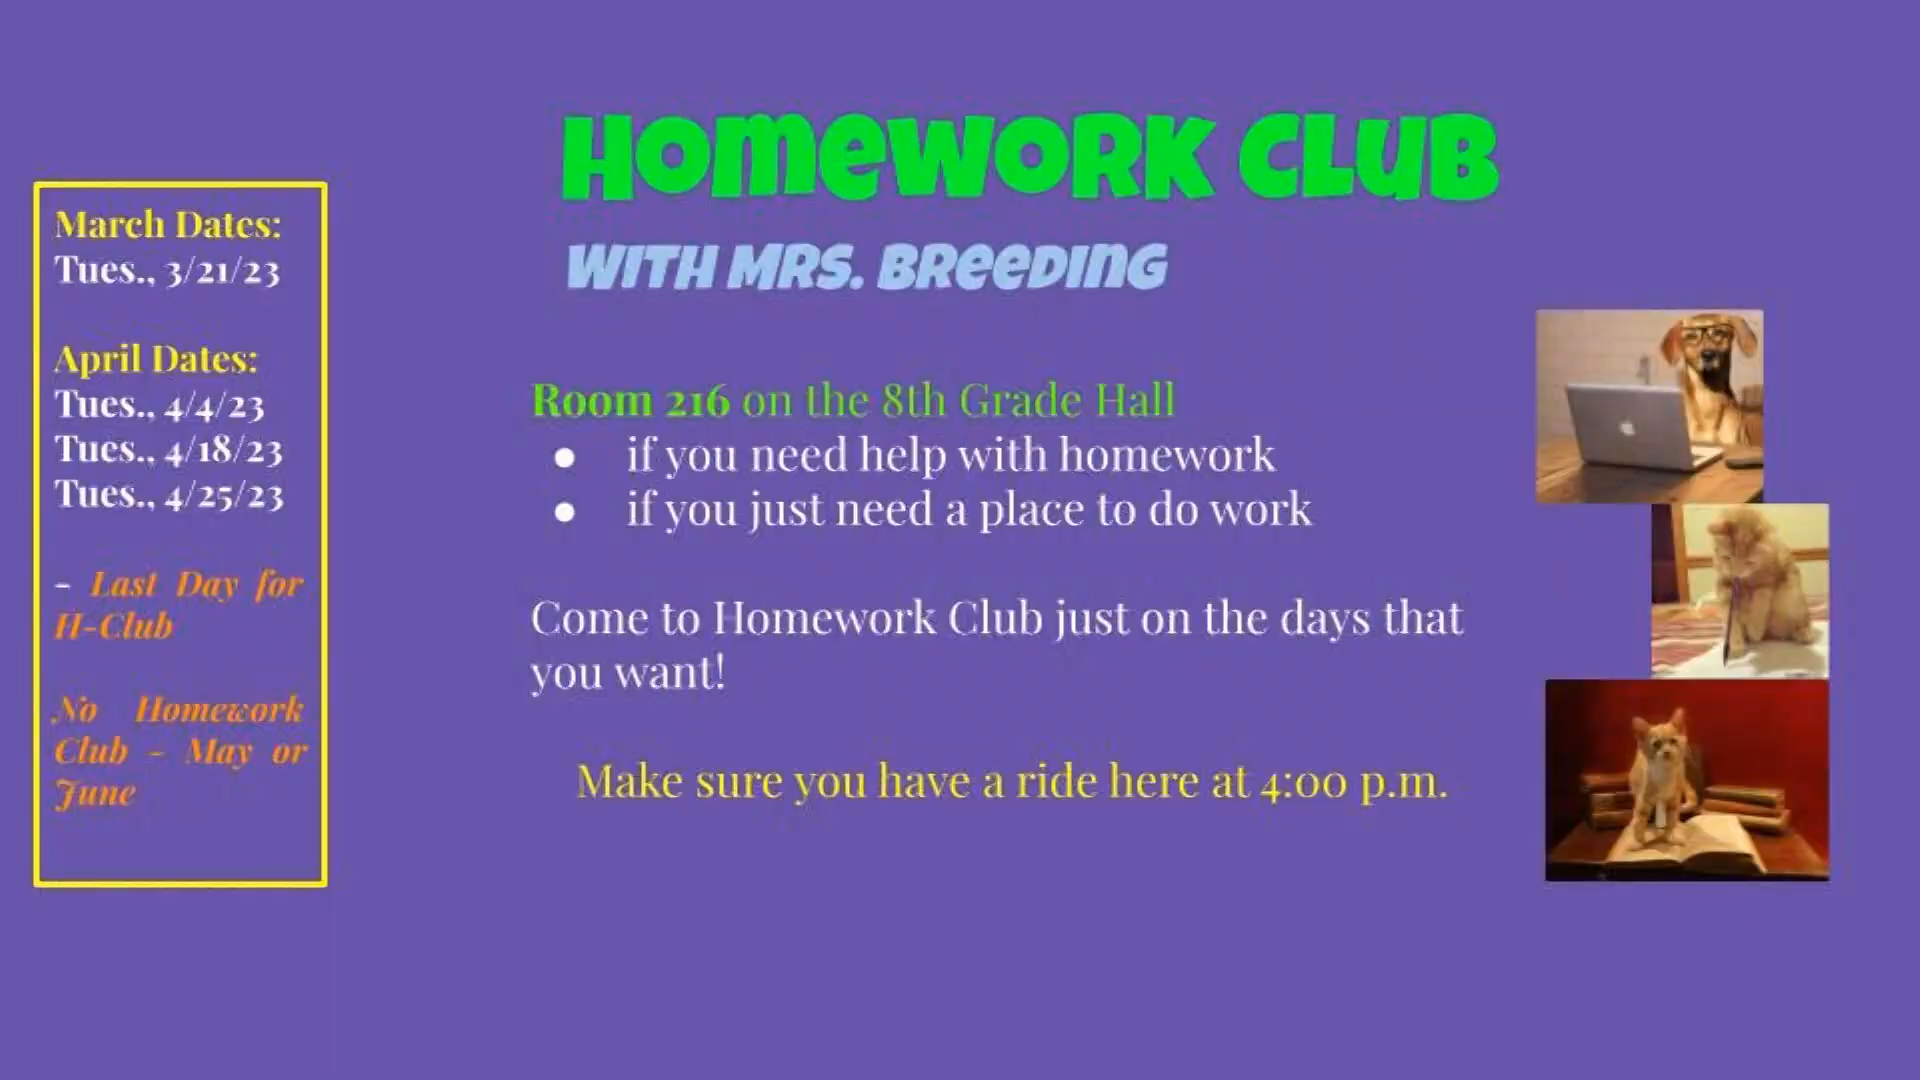 Homework Club
with Mrs. Breeding
March Dates:
Tues., 3/21/23
April Dates:
Tues., 4/4/23
Tues., 4/18/23
Tues., 4/25/23
- Last Day for
H-Club
No Homework
Club - May or
June
Room 216 on the 8th Grade Hall
● if you need help with homework
● if you just need a place to do work
Come to Homework Club just on the days that
you want!
Make sure you have a ride here at 4:00 p.m.